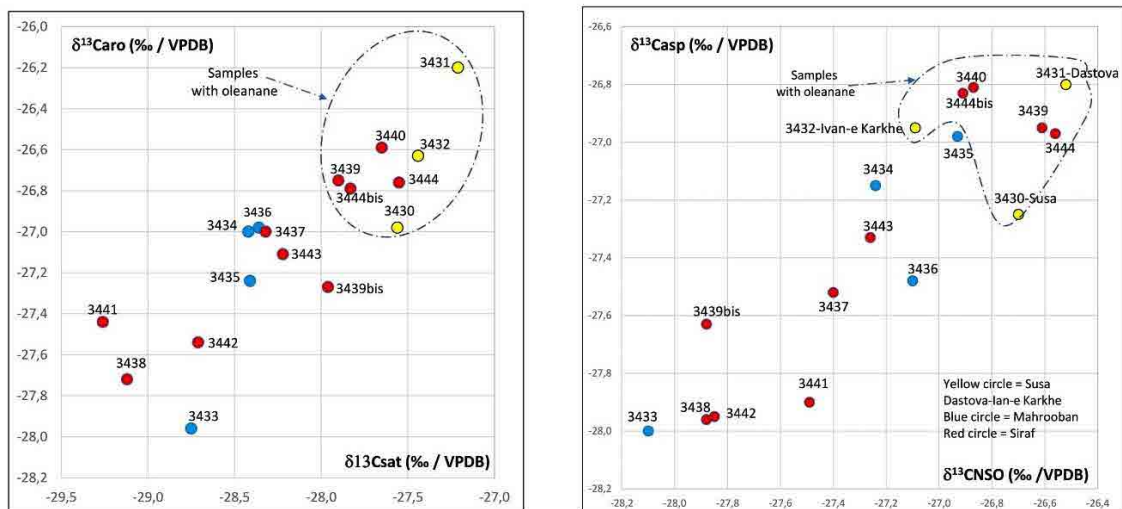 -26,0
δ¹³Caro (‰ / VPDB)
-26,2
3431
Samples
with oleanane
-26,4
3440
-26,6
3432
3439
-26,8
3444
3444bis
3430
3436
-27,0
3434
3437
3443
-27,2
3435
3439bis
3441
-27,4
3442
-27,6
3438
-27,8
3433
-28,0
δ13Csat (‰ / VPDB)
-28,2
-29,5 -29,0 -28,5 -28,0 -27,5 -27,0
-26,6
δ¹³Casp (‰ / VPDB)
Samples
with oleanane
3440
3431-Dastova
-26,8
3444bis
3439
3432-Ivan-e Karkhe
-27,0
3435
3444
3434
3430-Susa
-27,2
3443
3436
-27,4
3437
3439bis
-27,6
-27,8
3441
Yellow circle = Susa
Dastova-Ian-e Karkhe
Blue circle = Mahrooban
Red circle = Siraf
3438
3442
3433
-28,0
δ¹³CNSO (‰ /VPDB)
-28,2
-28,2 -28,0 -27,8 -27,6 -27,4 -27,2 -27,0 -26,8 -26,6 -26,4